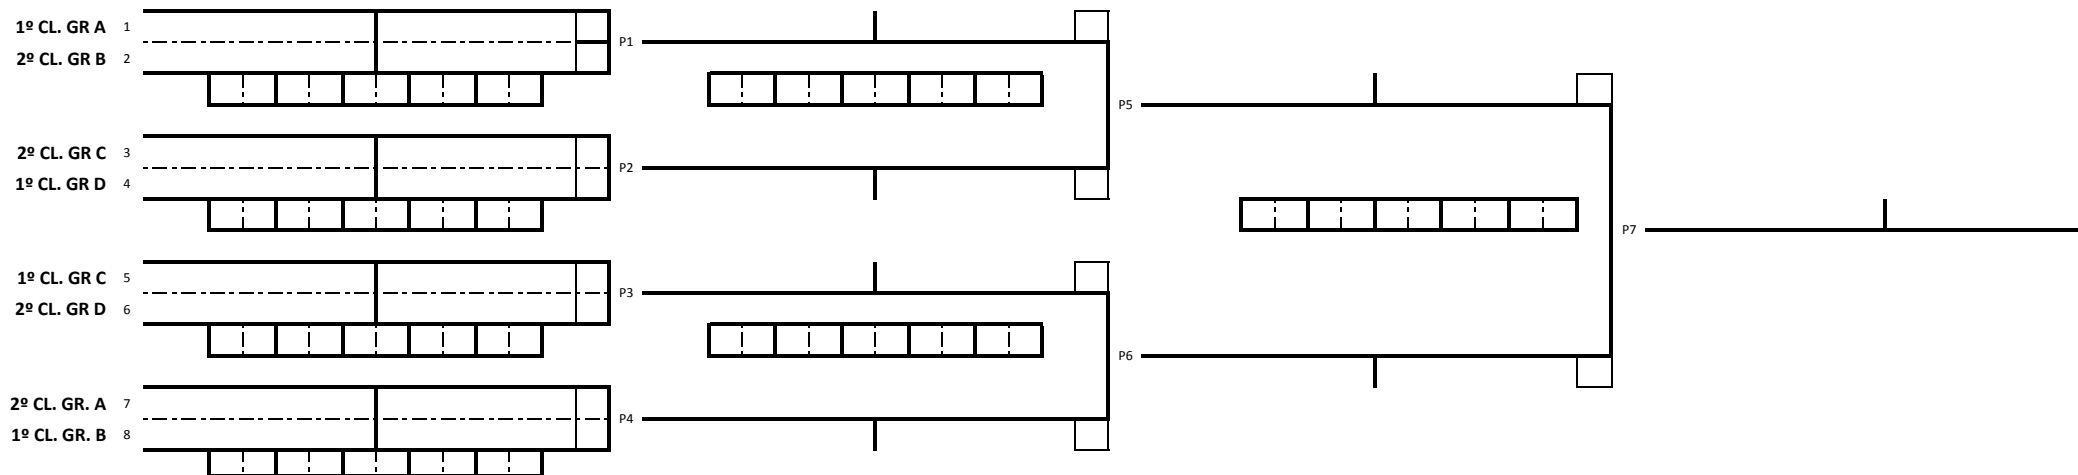 1º CL. GR A 1
P1
2º CL. GR B 2
P5
2º CL. GR C 3
P2
1º CL. GR D 4
P7
1º CL. GR C 5
P3
2º CL. GR D 6
P6
2º CL. GR. A 7
P4
1º CL. GR. B 8